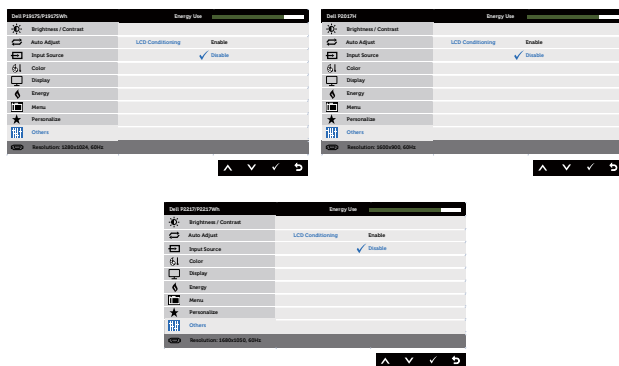 Dell P1917S/P1917SWh Energy Use
Brightness / Contrast
Auto Adjust LCD Conditioning Enable
Input Source Disable
Color
Display
Energy
Menu
Personalize
Others
Resolution: 1280x1024, 60Hz
Dell P2017H Energy Use
Brightness / Contrast
Auto Adjust LCD Conditioning Enable
Input Source Disable
Color
Display
Energy
Menu
Personalize
Others
Resolution: 1600x900, 60Hz
Dell P2217/P2217Wh Energy Use
Brightness / Contrast
Auto Adjust LCD Conditioning Enable
Input Source Disable
Color
Display
Energy
Menu
Personalize
Others
Resolution: 1680x1050, 60Hz